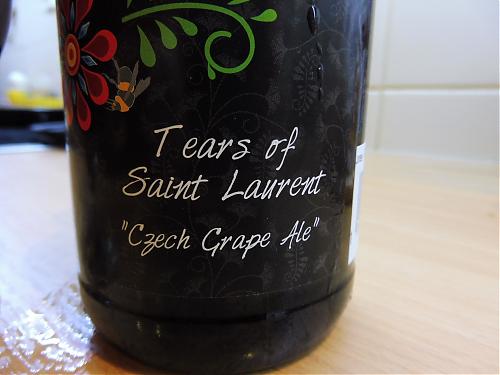 Tears of
Saint Laurent
"Czech Grape Ale"